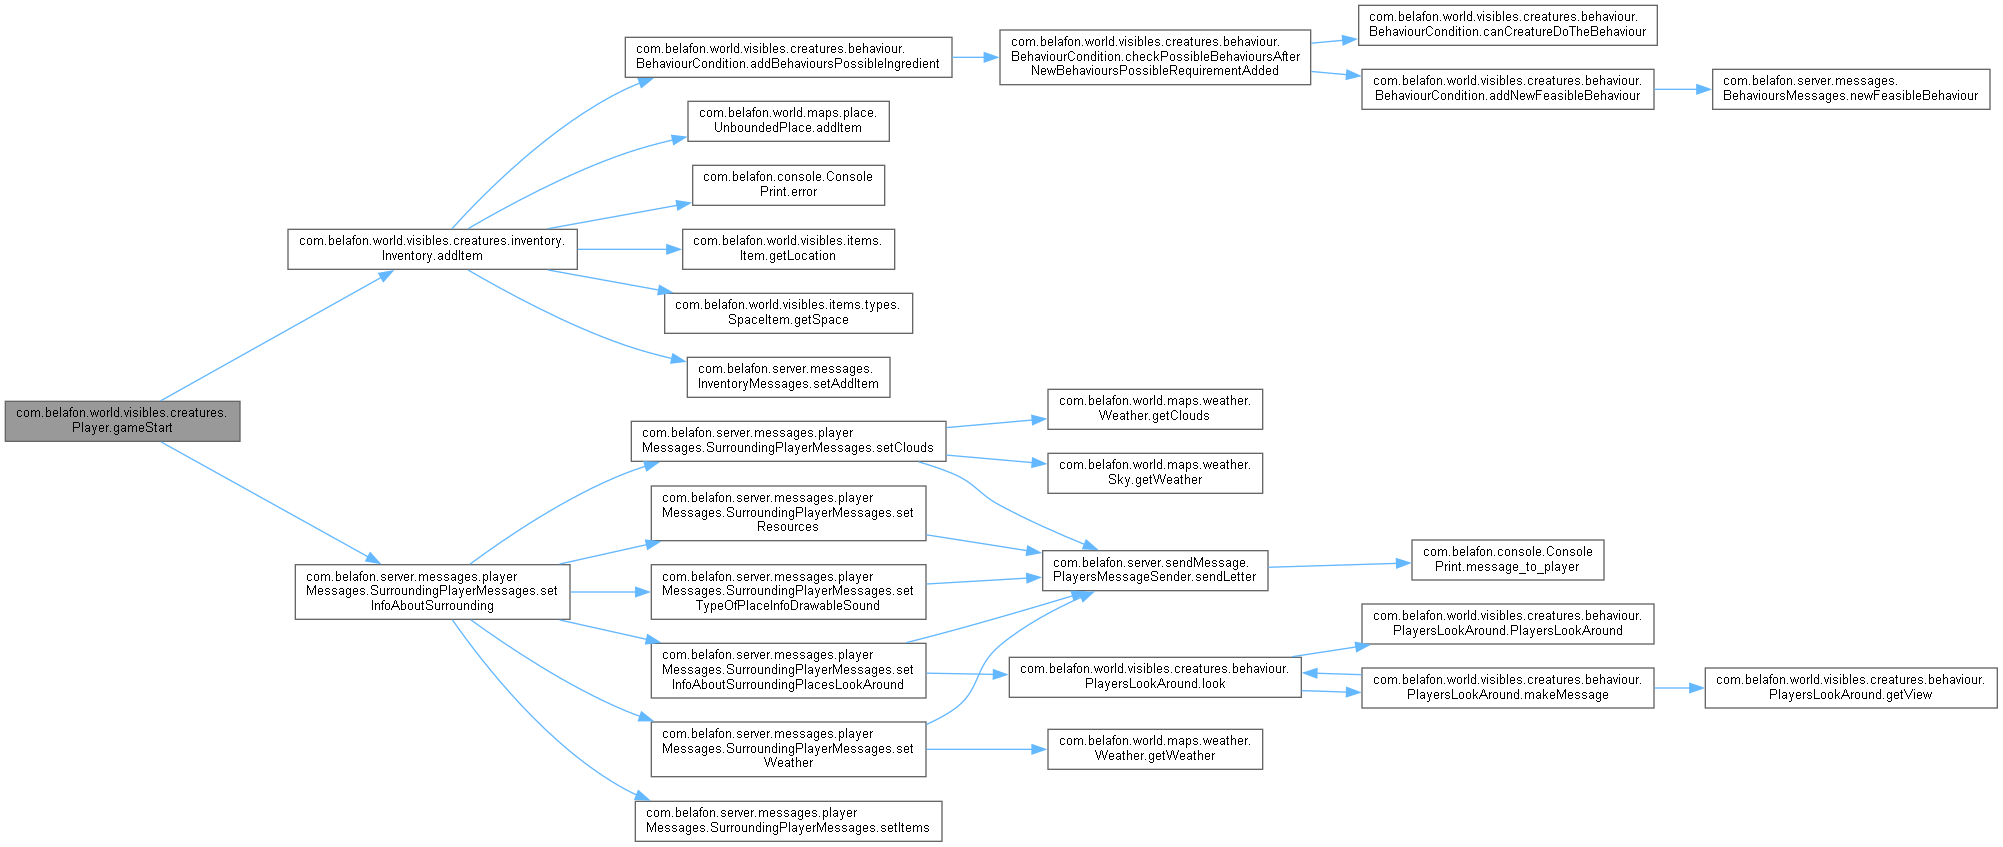 com.belafon.world.visibles.creatures.
Player.gameStart
com.belafon.world.visibles.creatures.inventory.
Inventory.addItem
com.belafon.world.visibles.creatures.behaviour.
BehaviourCondition.addBehavioursPossibleIngredient
com.belafon.world.visibles.creatures.behaviour.
BehaviourCondition.checkPossibleBehavioursAfter
NewBehavioursPossibleRequirementAdded
com.belafon.world.visibles.creatures.behaviour.
BehaviourCondition.canCreatureDoTheBehaviour
com.belafon.world.visibles.creatures.behaviour.
BehaviourCondition.addNewFeasibleBehaviour
com.belafon.server.messages.
BehavioursMessages.newFeasibleBehaviour
com.belafon.world.maps.place.
UnboundedPlace.addItem
com.belafon.console.Console
Print.error
com.belafon.world.visibles.items.
Item.getLocation
com.belafon.world.visibles.items.types.
SpaceItem.getSpace
com.belafon.server.messages.
InventoryMessages.setAddItem
com.belafon.server.messages.player
Messages.SurroundingPlayerMessages.set
InfoAboutSurrounding
com.belafon.server.messages.player
Messages.SurroundingPlayerMessages.setClouds
com.belafon.world.maps.weather.
Weather.getClouds
com.belafon.world.maps.weather.
Sky.getWeather
com.belafon.server.messages.player
Messages.SurroundingPlayerMessages.set
Resources
com.belafon.server.sendMessage.
PlayersMessageSender.sendLetter
com.belafon.console.Console
Print.message_to_player
com.belafon.server.messages.player
Messages.SurroundingPlayerMessages.set
TypeOfPlaceInfoDrawableSound
com.belafon.server.messages.player
Messages.SurroundingPlayerMessages.set
InfoAboutSurroundingPlacesLookAround
com.belafon.world.visibles.creatures.behaviour.
PlayersLookAround.look
com.belafon.world.visibles.creatures.behaviour.
PlayersLookAround.PlayersLookAround
com.belafon.world.visibles.creatures.behaviour.
PlayersLookAround.makeMessage
com.belafon.world.visibles.creatures.behaviour.
PlayersLookAround.getView
com.belafon.server.messages.player
Messages.SurroundingPlayerMessages.set
Weather
com.belafon.world.maps.weather.
Weather.getWeather
com.belafon.server.messages.player
Messages.SurroundingPlayerMessages.setItems